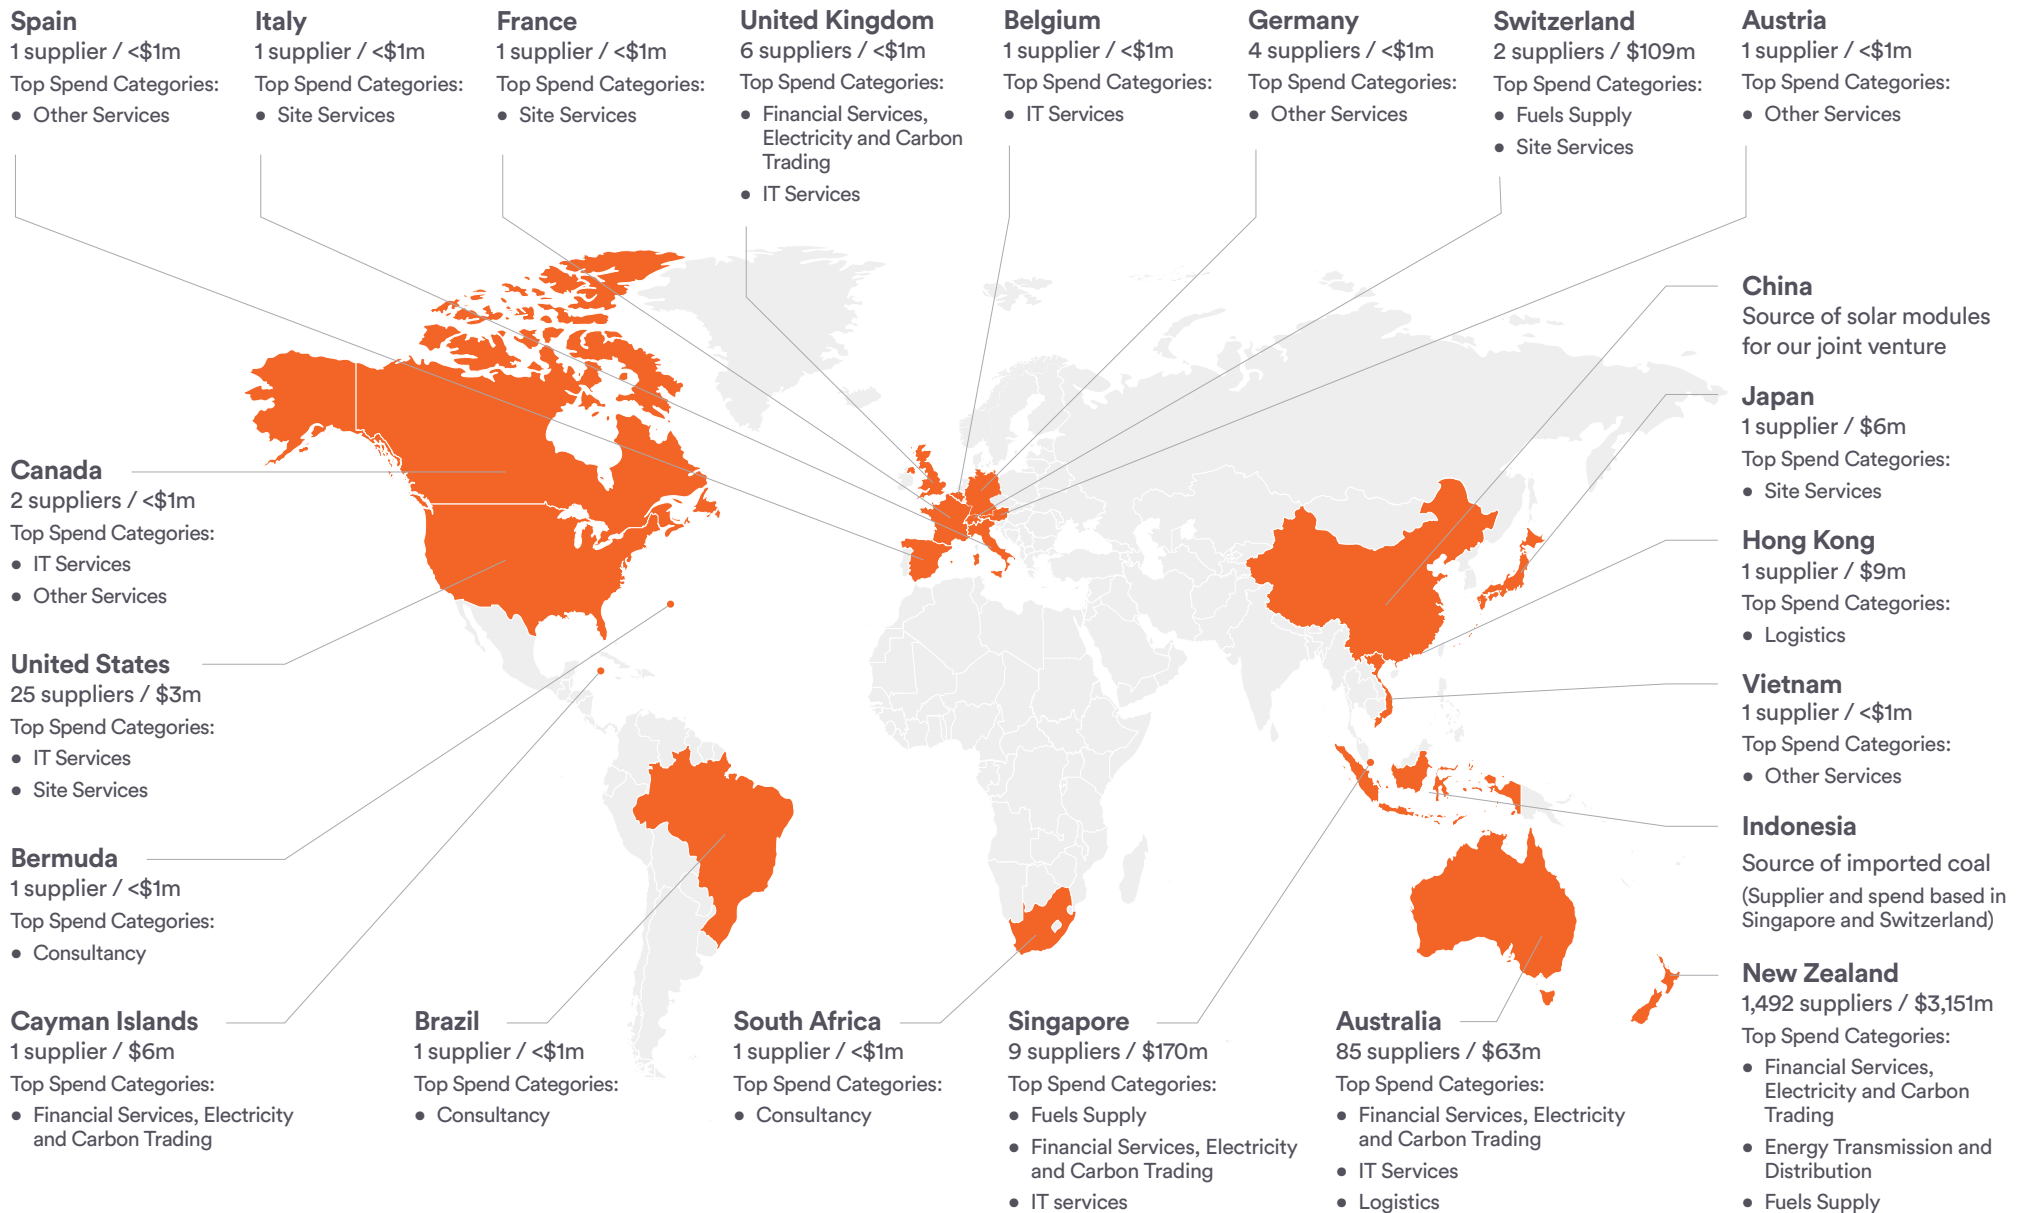 Spain
1 supplier / <$1m
Top Spend Categories:
• Other Services
Italy
1 supplier / <$1m
Top Spend Categories:
• Site Services
France
1 supplier / <$1m
Top Spend Categories:
• Site Services
United Kingdom
6 suppliers / <$1m
Top Spend Categories:
• Financial Services,
Electricity and Carbon
Trading
• IT Services
Belgium
1 supplier / <$1m
Top Spend Categories:
• IT Services
Germany
4 suppliers / <$1m
Top Spend Categories:
• Other Services
Switzerland
2 suppliers / $109m
Top Spend Categories:
• Fuels Supply
• Site Services
Austria
1 supplier / <$1m
Top Spend Categories:
• Other Services
China
Source of solar modules
for our joint venture
Japan
1 supplier / $6m
Top Spend Categories:
• Site Services
Hong Kong
1 supplier / $9m
Top Spend Categories:
• Logistics
Vietnam
1 supplier / <$1m
Top Spend Categories:
• Other Services
Indonesia
Source of imported coal
(Supplier and spend based in
Singapore and Switzerland)
New Zealand
1,492 suppliers / $3,151m
Top Spend Categories:
• Financial Services,
Electricity and Carbon
Trading
• Energy Transmission and
Distribution
• Fuels Supply
Canada
2 suppliers / <$1m
Top Spend Categories:
• IT Services
• Other Services
United States
25 suppliers / $3m
Top Spend Categories:
• IT Services
• Site Services
Bermuda
1 supplier / <$1m
Top Spend Categories:
• Consultancy
Cayman Islands
1 supplier / $6m
Top Spend Categories:
• Financial Services, Electricity
and Carbon Trading
Brazil
1 supplier / <$1m
Top Spend Categories:
• Consultancy
South Africa
1 supplier / <$1m
Top Spend Categories:
• Consultancy
Singapore
9 suppliers / $170m
Top Spend Categories:
• Fuels Supply
• Financial Services, Electricity
and Carbon Trading
• IT services
Australia
85 suppliers / $63m
Top Spend Categories:
• Financial Services, Electricity
and Carbon Trading
• IT Services
• Logistics